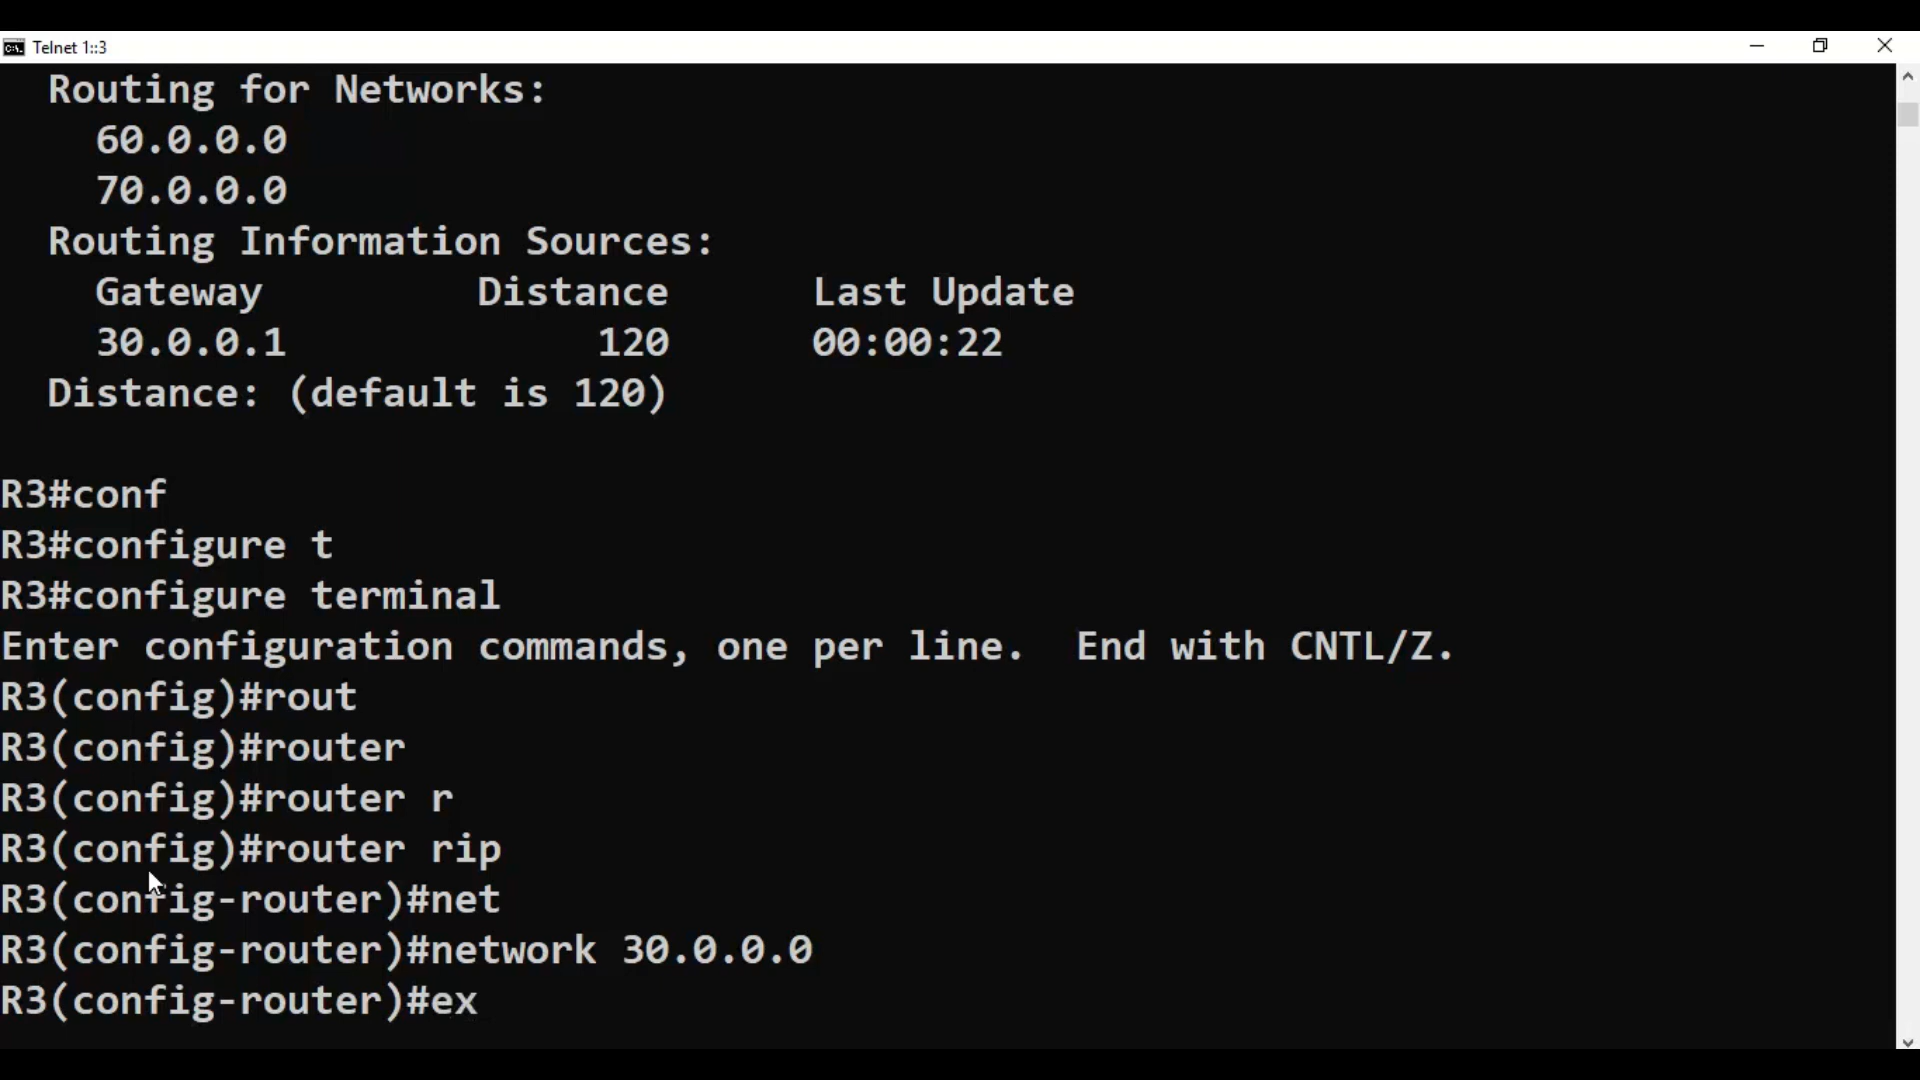 Telnet 1::3
Routing for Networks:
60.0.0.0
70.0.0.0
Routing Information Sources:
Gateway Distance Last Update
30.0.0.1 120 00:00:22
Distance: (default is 120)
R3#conf
R3#configure t
R3#configure terminal
Enter configuration commands, one per line. End with CNTL/Z.
R3(config)#rout
R3(config)#router
R3(config)#router r
R3(config)#router rip
R3(config-router)#net
R3(config-router)#network 30.0.0.0
R3(config-router)#ex